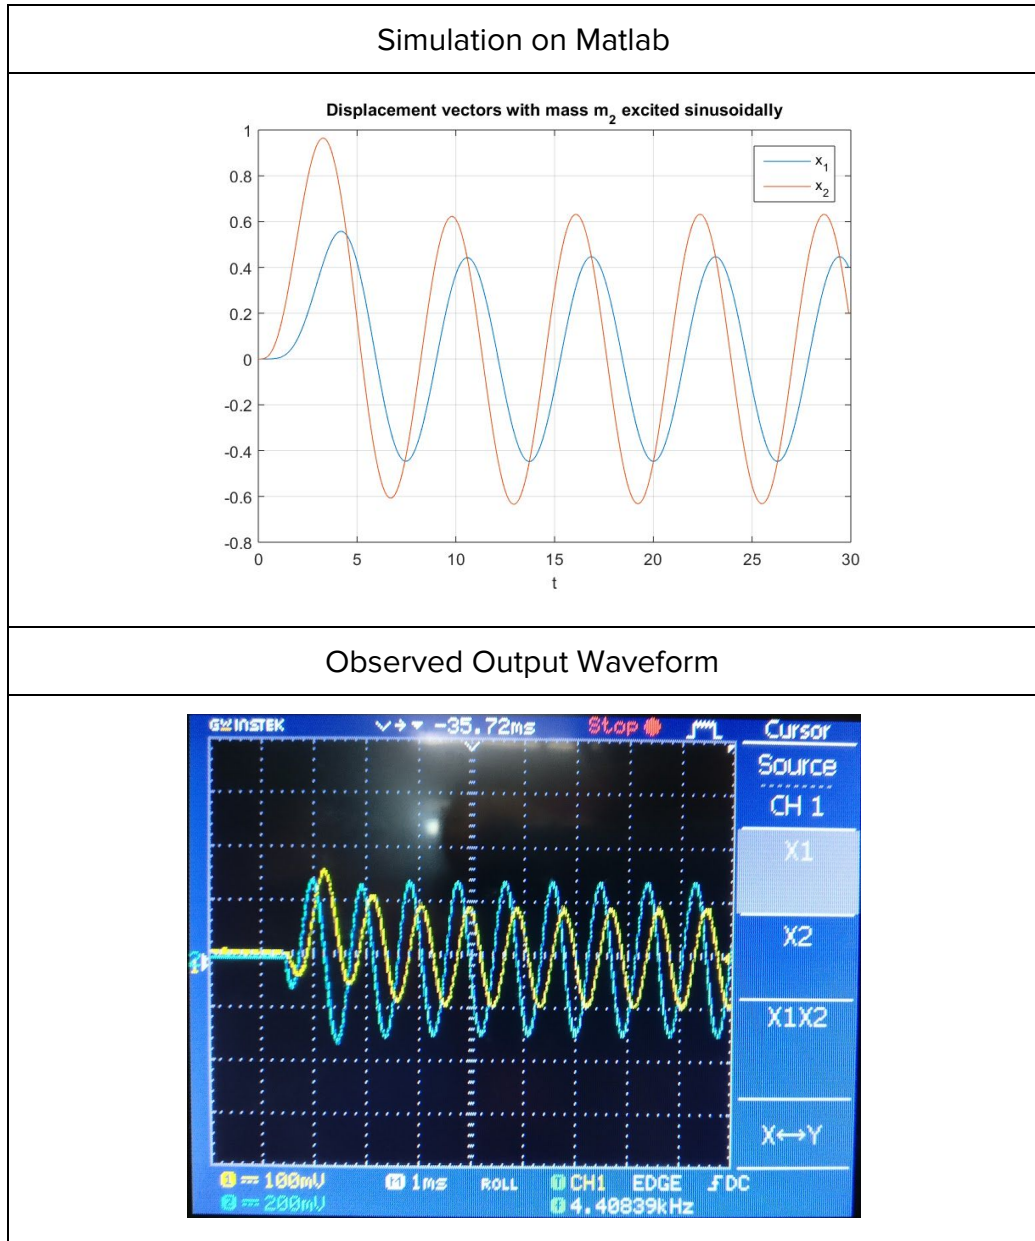 Simulation on Matlab
Displacement vectors with mass m2 excited sinusoidally
1
0.8
0.6
0.4
0.2
0
-0.2
-0.4
-0.6
-0.8
x1
x2
0 5 10 15 20 25 30
t
Observed Output Waveform
GW INSTEK -35.72ms Stop Cursor
Source
CH 1
X1
X2
X1X2
X↔Y
1 100mV M 1ms ROLL T CH1 EDGE DC
2 200mV f 4.40839kHz